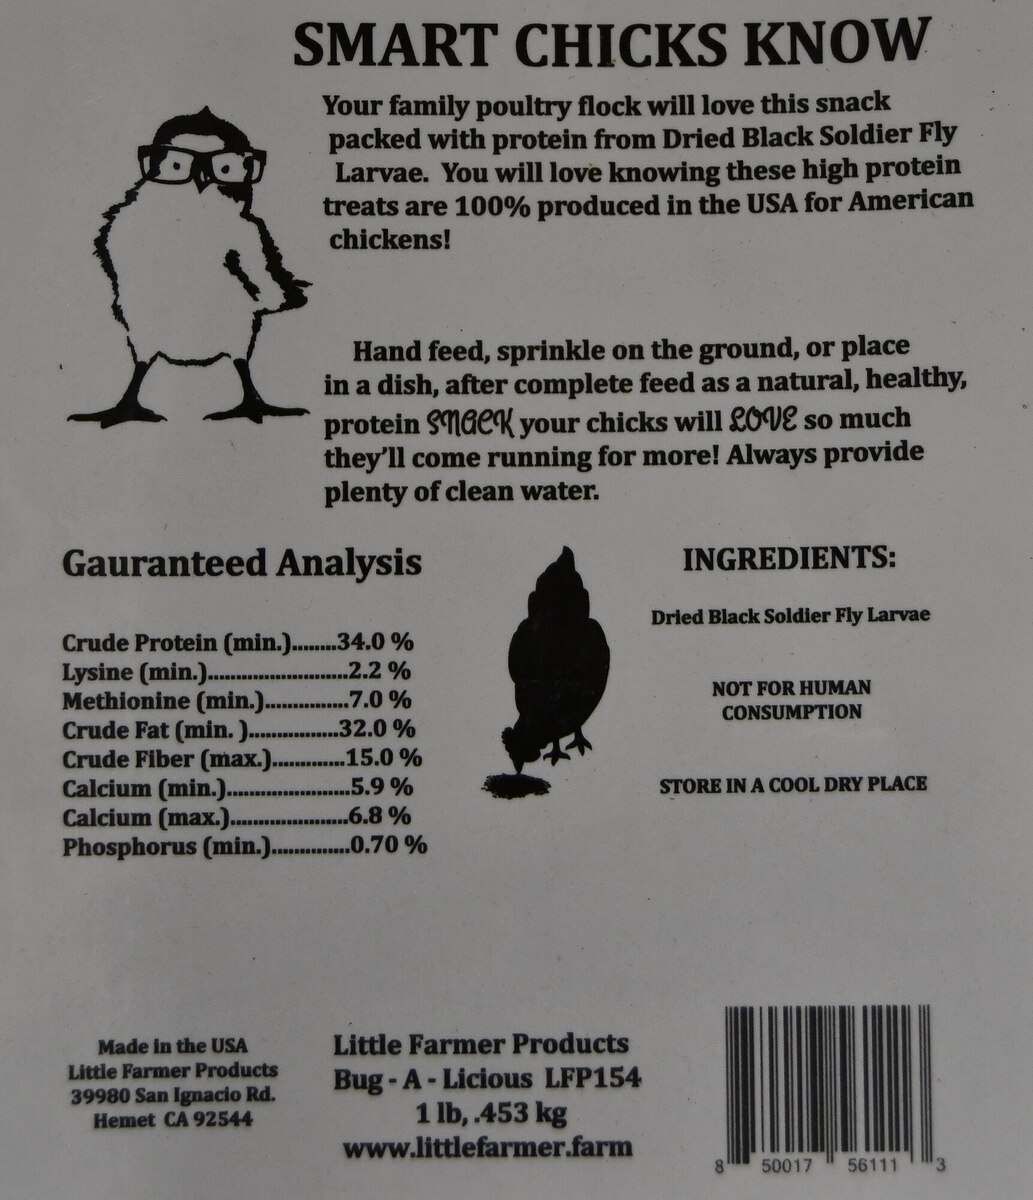 SMART CHICKS KNOW
Your family poultry flock will love this snack
packed with protein from Dried Black Soldier Fly
Larvae. You will love knowing these high protein
treats are 100% produced in the USA for American
chickens!
Hand feed, sprinkle on the ground, or place
in a dish, after complete feed as a natural, healthy,
protein SNACK your chicks will LOVE so much
they'll come running for more! Always provide
plenty of clean water.
Gauranteed Analysis
Crude Protein (min.)........34.0 %
Lysine (min.)..........................2.2 %
Methionine (min.)...............7.0 %
Crude Fat (min. )................32.0 %
Crude Fiber (max.).............15.0 %
Calcium (min.)......................5.9 %
Calcium (max.).....................6.8 %
Phosphorus (min.)..............0.70 %
INGREDIENTS:
Dried Black Soldier Fly Larvae
NOT FOR HUMAN
CONSUMPTION
STORE IN A COOL DRY PLACE
Made in the USA
Little Farmer Products
39980 San Ignacio Rd.
Hemet CA 92544
Little Farmer Products
Bug - A - Licious LFP154
1 lb, .453 kg
www.littlefarmer.farm
8 50017 56111 3